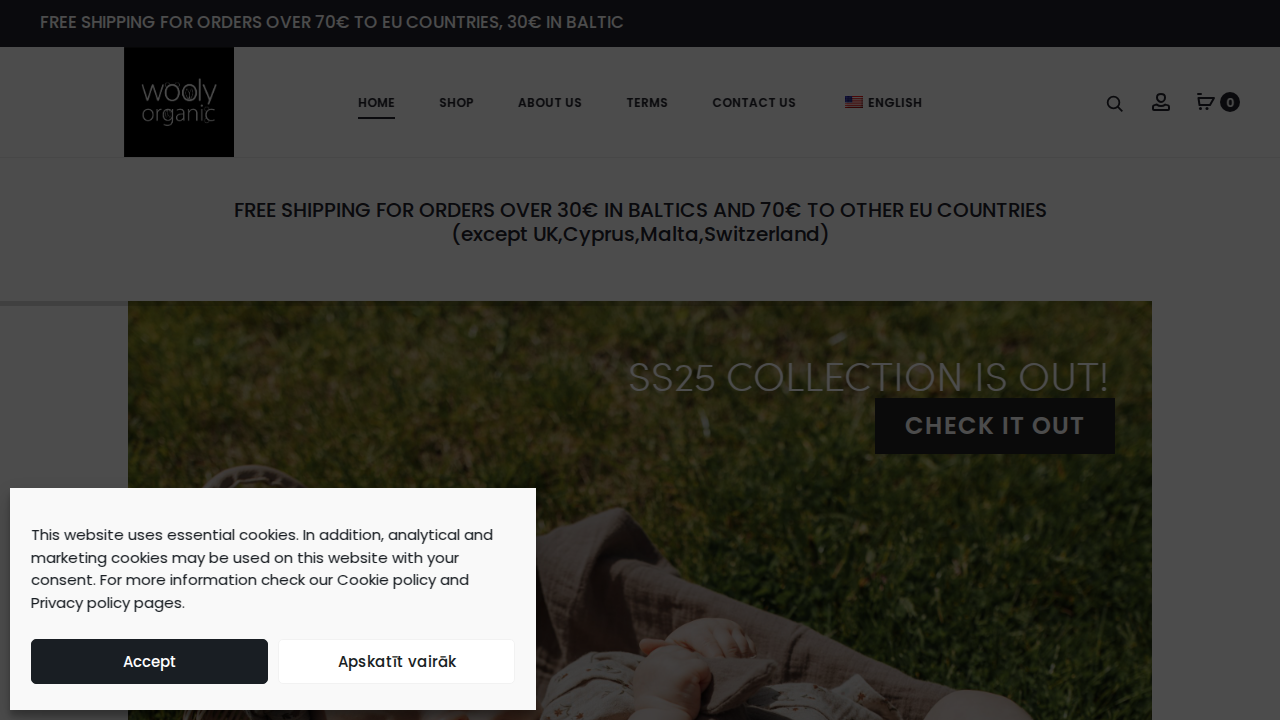 FREE SHIPPING FOR ORDERS OVER 70€ TO EU COUNTRIES, 30€ IN BALTIC
wooly
organic
HOME SHOP ABOUT US TERMS CONTACT US ENGLISH 0
FREE SHIPPING FOR ORDERS OVER 30€ IN BALTICS AND 70€ TO OTHER EU COUNTRIES
(except UK,Cyprus,Malta,Switzerland)
SS25 COLLECTION IS OUT!
CHECK IT OUT
This website uses essential cookies. In addition, analytical and
marketing cookies may be used on this website with your
consent. For more information check our Cookie policy and
Privacy policy pages.
Accept Apskatīt vairāk